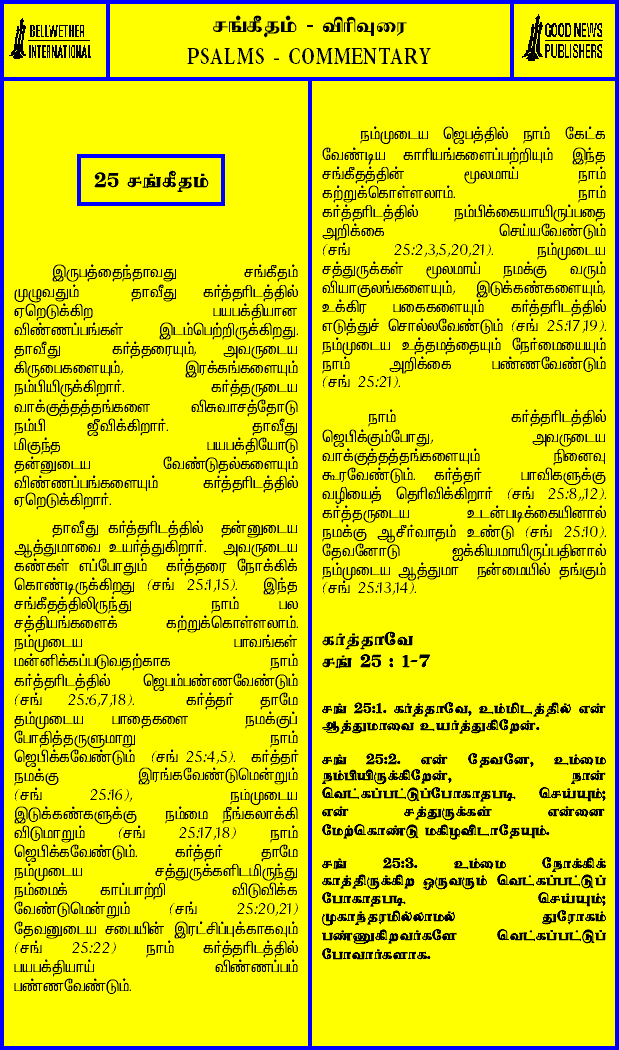 BELLWETHER
INTERNATIONAL
சங்கீதம் - விரிவுரை
PSALMS - COMMENTARY
GOOD NEWS
PUBLISHERS
25 சங்கீதம்
இருபத்தைந்தாவது சங்கீதம்
முழுவதும் தாவீது கர்த்தரிடத்தில்
ஏறெடுக்கிற பயபக்தியான
விண்ணப்பங்கள் இடம்பெற்றிருக்கிறது.
தாவீது கர்த்தரையும், அவருடைய
கிருபைகளையும், இரக்கங்களையும்
நம்பியிருக்கிறார். கர்த்தருடைய
வாக்குத்தத்தங்களை விசுவாசத்தோடு
நம்பி ஜீவிக்கிறார். தாவீது
மிகுந்த பயபக்தியோடு
தன்னுடைய வேண்டுதல்களையும்
விண்ணப்பங்களையும் கர்த்தரிடத்தில்
ஏறெடுக்கிறார்.
தாவீது கர்த்தரிடத்தில் தன்னுடைய
ஆத்துமாவை உயர்த்துகிறார். அவருடைய
கண்கள் எப்போதும் கர்த்தரை நோக்கிக்
கொண்டிருக்கிறது (சங் 25:1,15). இந்த
சங்கீதத்திலிருந்து நாம் பல
சத்தியங்களைக் கற்றுக்கொள்ளலாம்.
நம்முடைய பாவங்கள்
மன்னிக்கப்படுவதற்காக நாம்
கர்த்தரிடத்தில் ஜெபம்பண்ணவேண்டும்
(சங் 25:6,7,18). கர்த்தர் தாமே
தம்முடைய பாதைகளை நமக்குப்
போதித்தருளுமாறு நாம்
ஜெபிக்கவேண்டும் (சங் 25:4,5). கர்த்தர்
நமக்கு இரங்கவேண்டுமென்றும்
(சங் 25:16), நம்முடைய
இடுக்கண்களுக்கு நம்மை நீங்கலாக்கி
விடுமாறும் (சங் 25:17,18) நாம்
ஜெபிக்கவேண்டும். கர்த்தர் தாமே
நம்முடைய சத்துருக்களிடமிருந்து
நம்மைக் காப்பாற்றி விடுவிக்க
வேண்டுமென்றும் (சங் 25:20,21)
தேவனுடைய சபையின் இரட்சிப்புக்காகவும்
(சங் 25:22) நாம் கர்த்தரிடத்தில்
பயபக்தியாய் விண்ணப்பம்
பண்ணவேண்டும்.
நம்முடைய ஜெபத்தில் நாம் கேட்க
வேண்டிய காரியங்களைப்பற்றியும் இந்த
சங்கீதத்தின் மூலமாய் நாம்
கற்றுக்கொள்ளலாம். நாம்
கர்த்தரிடத்தில் நம்பிக்கையாயிருப்பதை
அறிக்கை செய்யவேண்டும்
(சங் 25:2,3,5,20,21). நம்முடைய
சத்துருக்கள் மூலமாய் நமக்கு வரும்
வியாகுலங்களையும், இடுக்கண்களையும்,
உக்கிர பகைகளையும் கர்த்தரிடத்தில்
எடுத்துச் சொல்லவேண்டும் (சங் 25:17,19).
நம்முடைய உத்தமத்தையும் நேர்மையையும்
நாம் அறிக்கை பண்ணவேண்டும்
(சங் 25:21).
நாம் கர்த்தரிடத்தில்
ஜெபிக்கும்போது, அவருடைய
வாக்குத்தத்தங்களையும் நினைவு
கூரவேண்டும். கர்த்தர் பாவிகளுக்கு
வழியைத் தெரிவிக்கிறார் (சங் 25:8,,12).
கர்த்தருடைய உடன்படிக்கையினால்
நமக்கு ஆசீர்வாதம் உண்டு (சங் 25:10).
தேவனோடு ஐக்கியமாயிருப்பதினால்
நம்முடைய ஆத்துமா நன்மையில் தங்கும்
(சங் 25:13,14).
கர்த்தாவே
சங் 25 : 1-7
சங் 25:1. கர்த்தாவே, உம்மிடத்தில் என்
ஆத்துமாவை உயர்த்துகிறேன்.
சங் 25:2. என் தேவனே, உம்மை
நம்பியிருக்கிறேன், நான்
வெட்கப்பட்டுப்போகாதபடி செய்யும்;
என் சத்துருக்கள் என்னை
மேற்கொண்டு மகிழவிடாதேயும்.
சங் 25:3. உம்மை நோக்கிக்
காத்திருக்கிற ஒருவரும் வெட்கப்பட்டுப்
போகாதபடி செய்யும்;
முகாந்தரமில்லாமல் துரோகம்
பண்ணுகிறவர்களே வெட்கப்பட்டுப்
போவார்களாக.